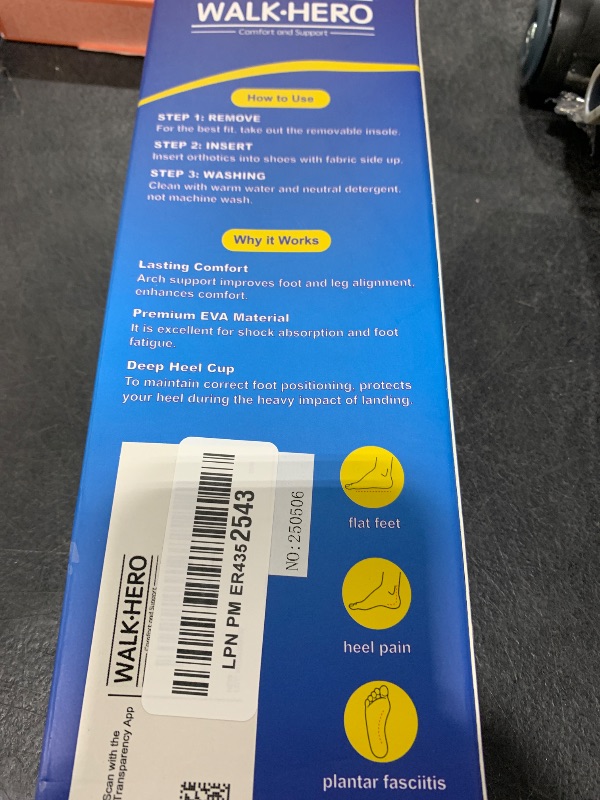 WALK·HERO
Comfort and Support
How to Use
STEP 1: REMOVE
For the best fit, take out the removable insole.
STEP 2: INSERT
Insert orthotics into shoes with fabric side up.
STEP 3: WASHING
Clean with warm water and neutral detergent.
not machine wash.
Why it Works
Lasting Comfort
Arch support improves foot and leg alignment.
enhances comfort.
Premium EVA Material
It is excellent for shock absorption and foot
fatigue.
Deep Heel Cup
To maintain correct foot positioning. protects
your heel during the heavy impact of landing.
flat feet
heel pain
plantar fasciitis
NO:250506
LPN PM ER4352543
WALK·HERO
Comfort and Support
Scan with the
Transparency App